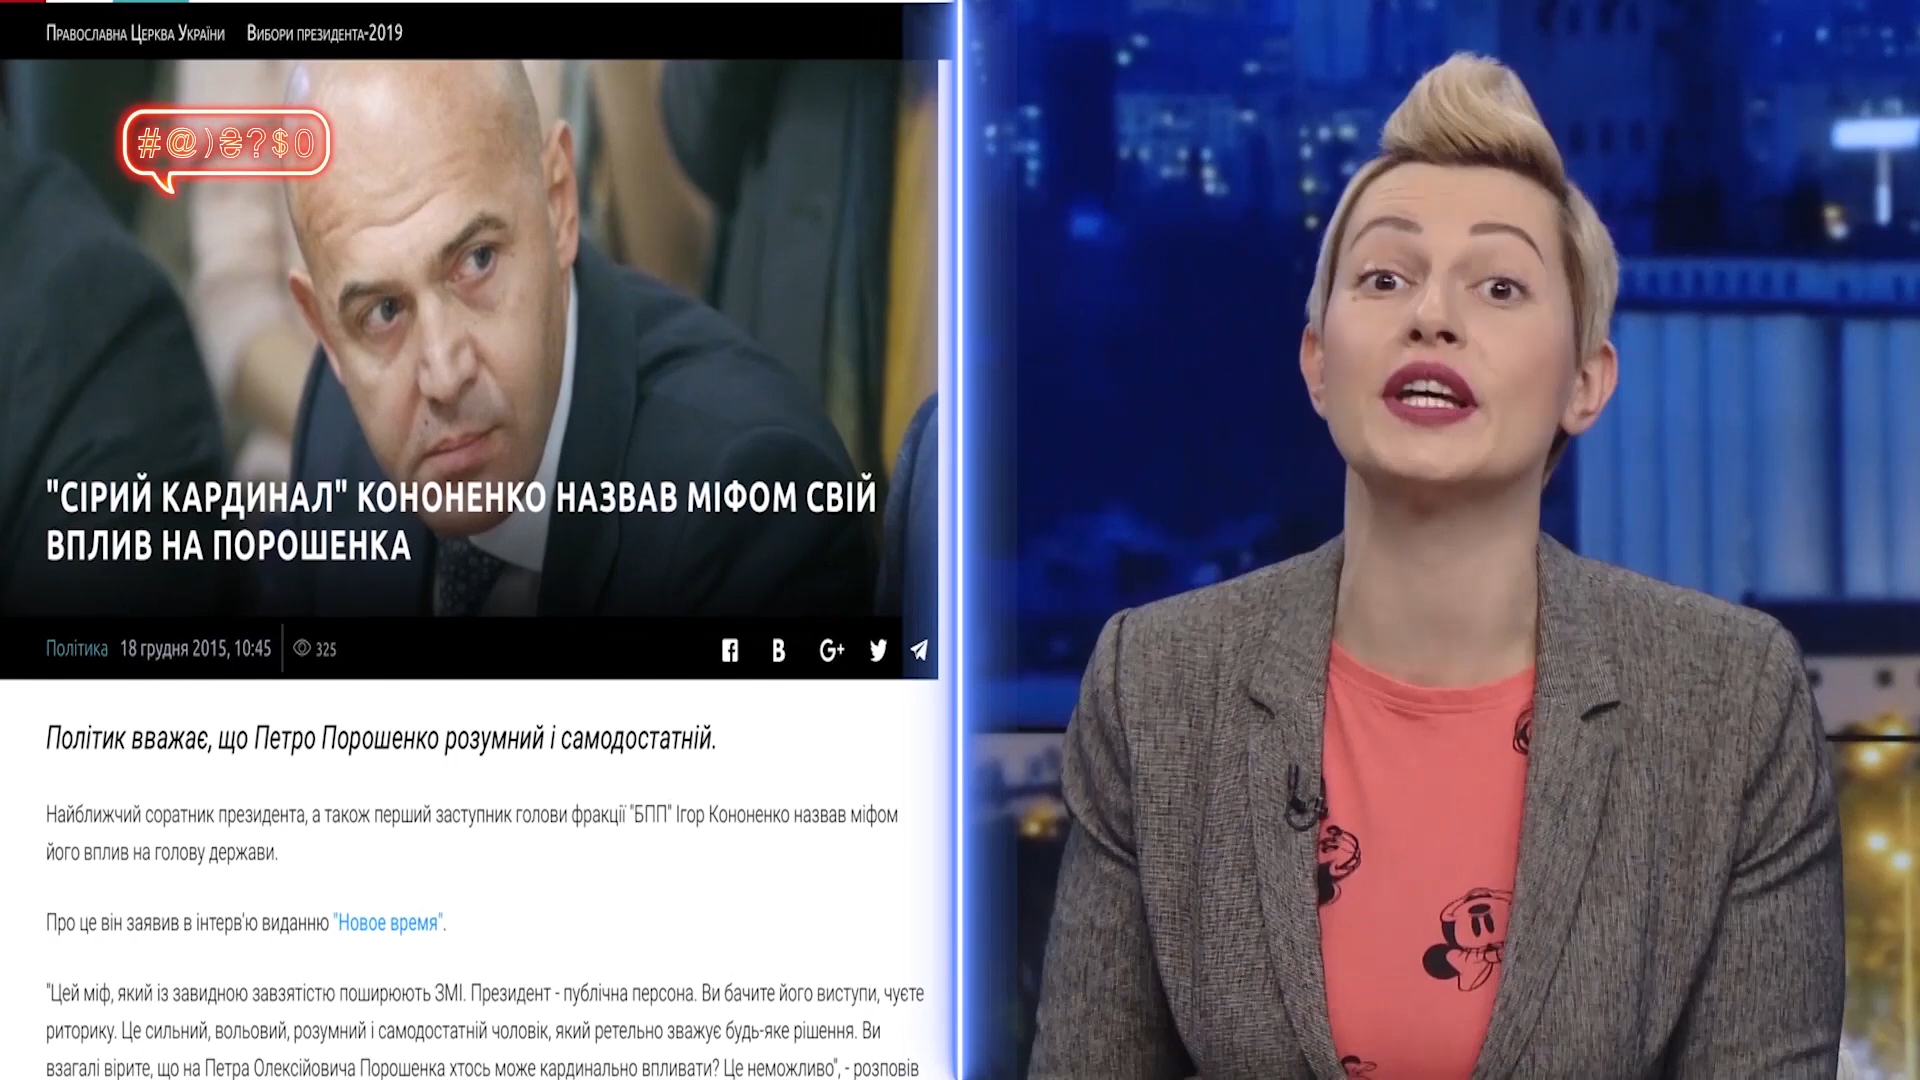 Православна Церква України Вибори президента-2019
#@)₴?$0
"СІРИЙ КАРДИНАЛ" КОНОНЕНКО НАЗВАВ МІФОМ СВІЙ
ВПЛИВ НА ПОРОШЕНКА
Політика 18 грудня 2015, 10:45 325
Політик вважає, що Петро Порошенко розумний і самодостатній.
Найближчий соратник президента, а також перший заступник голови фракції "БПП" Ігор Кононенко назвав міфом
його вплив на голову держави.
Про це він заявив в інтерв'ю виданню "Новое время".
"Цей міф, який із завидною завзятістю поширюють ЗМІ. Президент - публічна персона. Ви бачите його виступи, чуєте
риторику. Це сильний, вольовий, розумний і самодостатній чоловік, який ретельно зважує будь-яке рішення. Ви
взагалі вірите, що на Петра Олексійовича Порошенка хтось може кардинально впливати? Це неможливо", - розповів